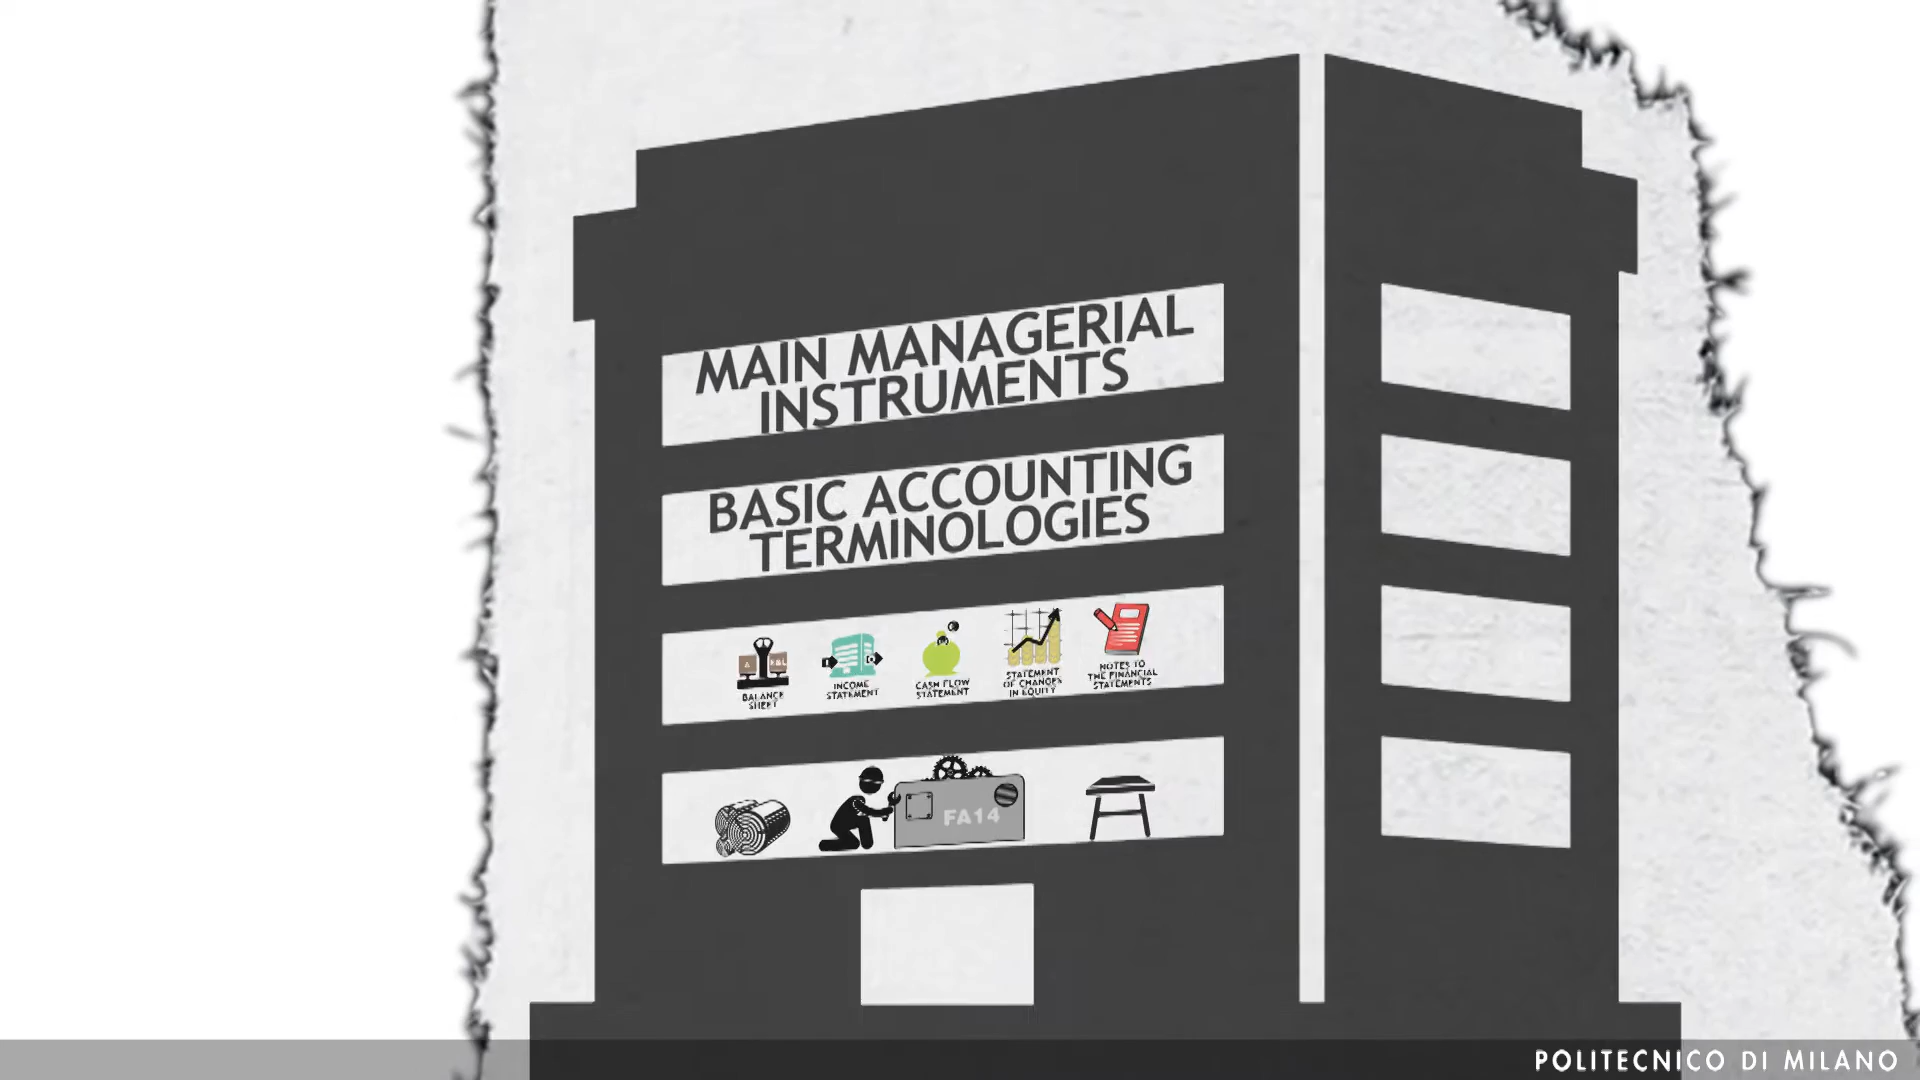 MAIN MANAGERIAL
INSTRUMENTS
BASIC ACCOUNTING
TERMINOLOGIES
A
BALANCE
SHEET
INCOME
STATEMENT
CASH FLOW
STATEMENT
STATEMENT
OF CHANGES
IN EQUITY
NOTES TO
THE FINANCIAL
STATEMENTS
FA14
POLITECNICO DI MILANO